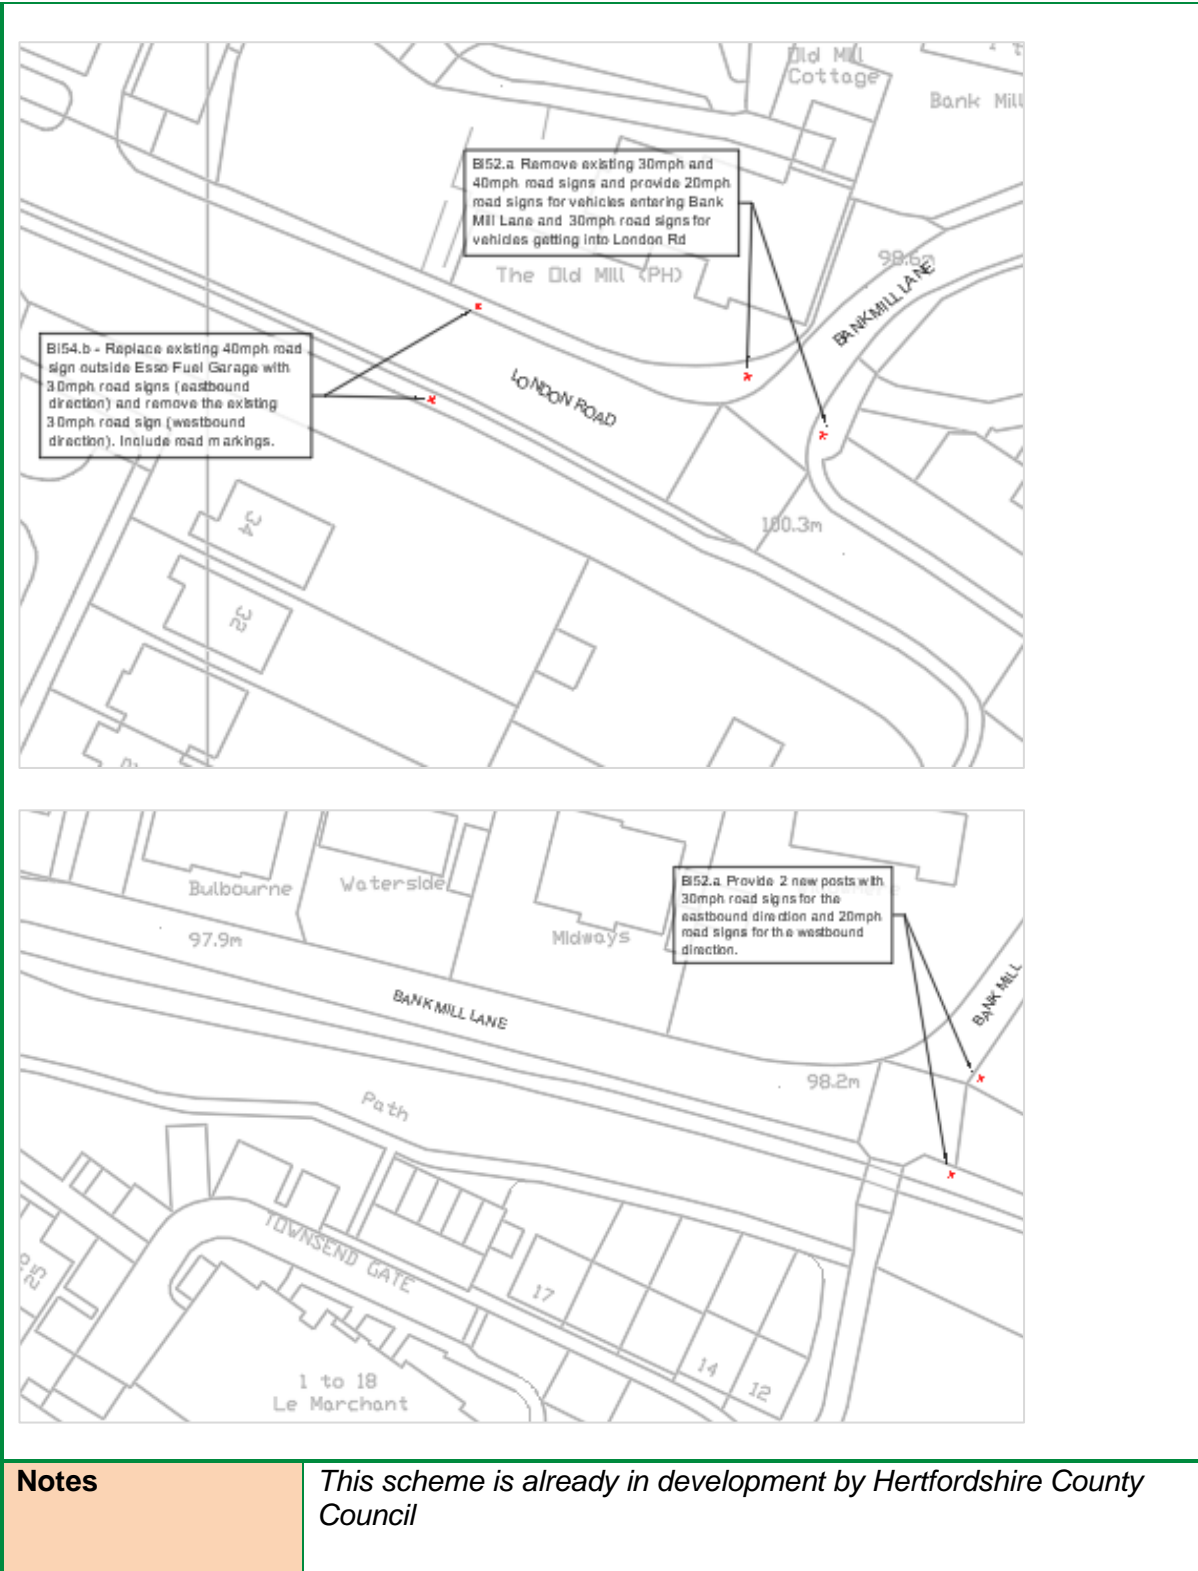 Old Mill
Cottage
Bank Mill
BI52.a Remove existing 30mph and
40mph road signs and provide 20mph
road signs for vehicles entering Bank
Mill Lane and 30mph road signs for
vehicles getting into London Rd
The Old Mill (PH)
98.6m
BANK MILL LANE
BI54.b - Replace existing 40mph road
sign outside Esso Fuel Garage with
30mph road signs (eastbound
direction) and remove the existing
30mph road sign (westbound
direction). Include road markings.
LONDON ROAD
100.3m
34
32
Bulbourne
Waterside
97.9m
Midways
BI52.a Provide 2 new posts with
30mph road signs for the
eastbound direction and 20mph
road signs for the westbound
direction.
BANK MILL LANE
BANK MILL
98.2m
Path
TOWNSEND GATE
25
17
14
12
1 to 18
Le Marchant
Notes
This scheme is already in development by Hertfordshire County
Council